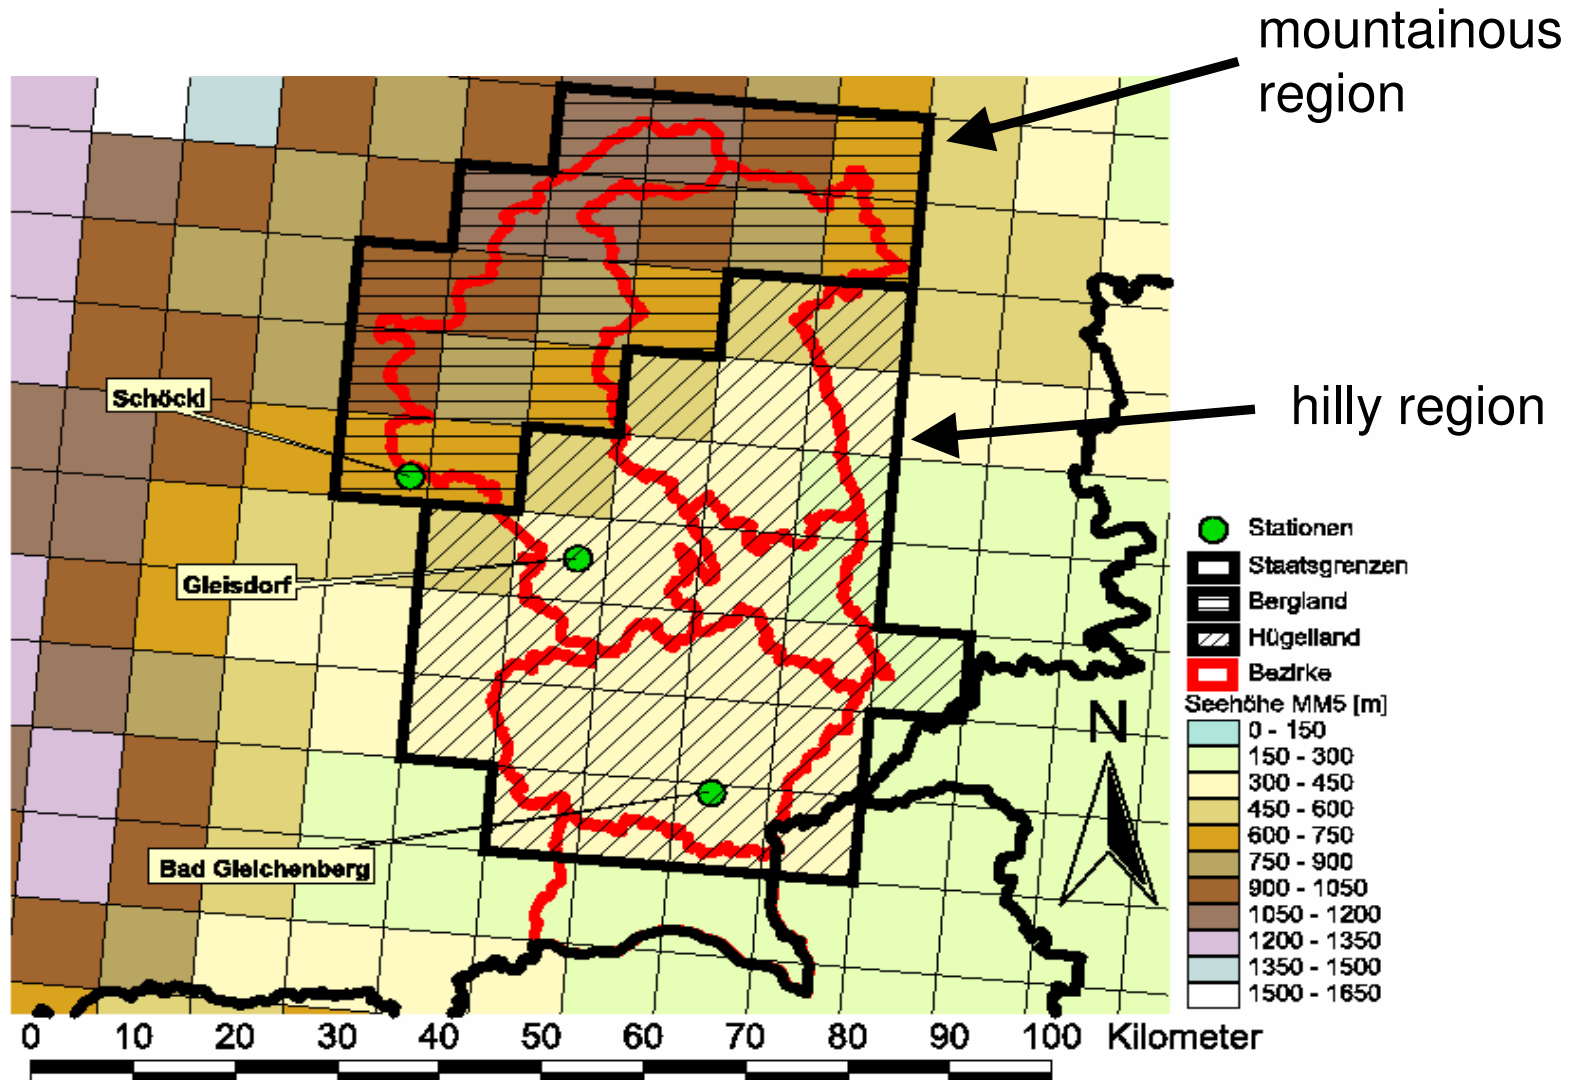 mountainous
region
hilly region
Schöckl
Gleisdorf
Bad Gleichenberg
Stationen
Staatsgrenzen
Bergland
Hügelland
Bezirke
Seehöhe MM5 [m]
0 - 150
150 - 300
300 - 450
450 - 600
600 - 750
750 - 900
900 - 1050
1050 - 1200
1200 - 1350
1350 - 1500
1500 - 1650
N
0 10 20 30 40 50 60 70 80 90 100 Kilometer